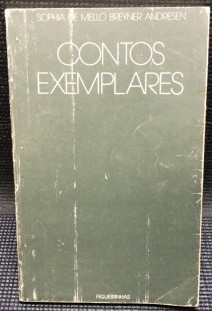 SOPHIA DE MELLO BREYNER ANDRESEN
CONTOS
EXEMPLARES
FIGUEIRINHAS